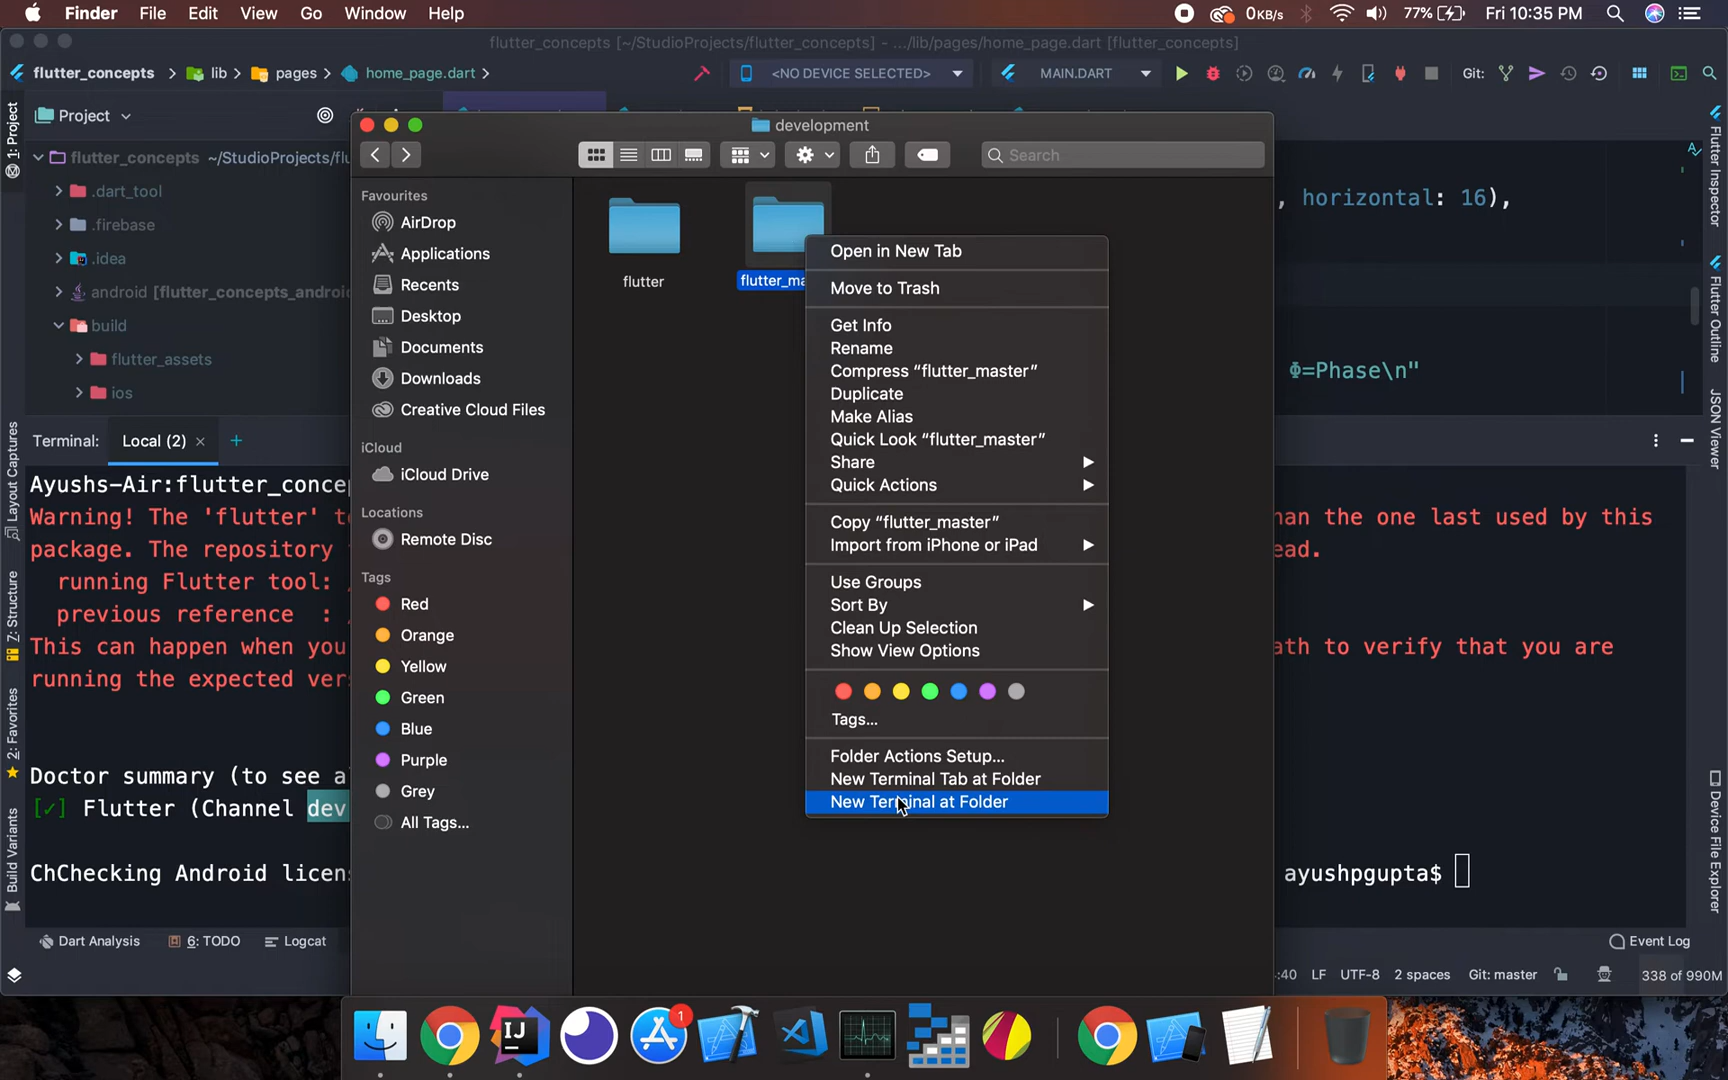 Finder File Edit View Go Window Help
0KB/s 77% Fri 10:35 PM
flutter_concepts [~/StudioProjects/flutter_concepts] - .../lib/pages/home_page.dart [flutter_concepts]
flutter_concepts lib pages home_page.dart
<NO DEVICE SELECTED> MAIN.DART Git:
Project
flutter_concepts ~/StudioProjects/flu
.dart_tool
.firebase
.idea
android [flutter_concepts_android
build
flutter_assets
ios
1: Project
Layout Captures
7: Structure
2: Favorites
Build Variants
development
Search
Favourites
AirDrop
Applications
Recents
Desktop
Documents
Downloads
Creative Cloud Files
iCloud
iCloud Drive
Locations
Remote Disc
Tags
Red
Orange
Yellow
Green
Blue
Purple
Grey
All Tags...
flutter
flutter_ma
Open in New Tab
Move to Trash
Get Info
Rename
Compress “flutter_master”
Duplicate
Make Alias
Quick Look “flutter_master”
Share
Quick Actions
Copy “flutter_master”
Import from iPhone or iPad
Use Groups
Sort By
Clean Up Selection
Show View Options
Tags...
Folder Actions Setup...
New Terminal Tab at Folder
New Terminal at Folder
, horizontal: 16),
Φ=Phase\n"
Flutter Inspector
Flutter Outline
JSON Viewer
Device File Explorer
Terminal: Local (2) × +
Ayushs-Air:flutter_concep
Warning! The 'flutter' t han the one last used by this
package. The repository ead.
running Flutter tool:
previous reference :
This can happen when you ath to verify that you are
running the expected ver
Doctor summary (to see a
[✓] Flutter (Channel dev
ChChecking Android licens ayushpgupta$
Dart Analysis 6: TODO Logcat Event Log
:40 LF UTF-8 2 spaces Git: master 338 of 990M
IJ
1